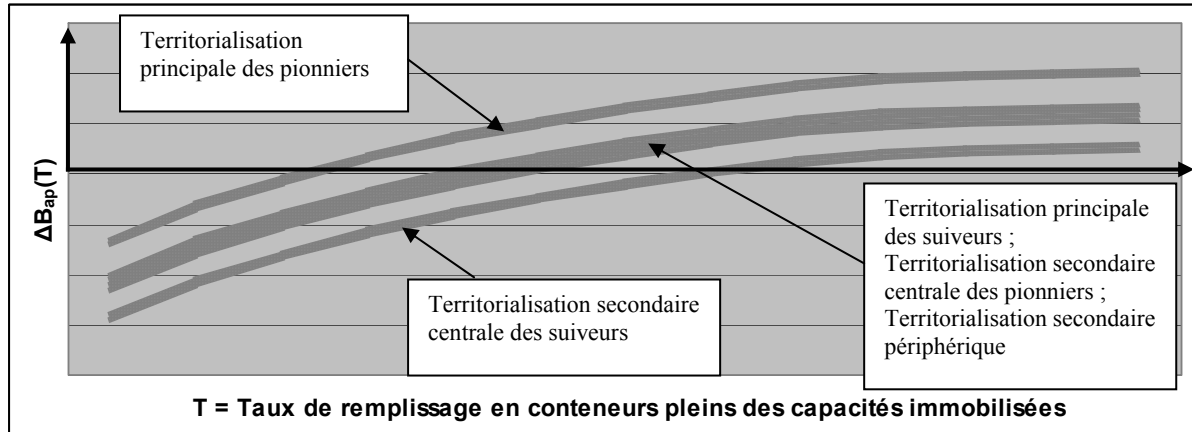 Territorialisation
principale des pionniers
ΔBap(T)
Territorialisation principale
des suiveurs ;
Territorialisation secondaire
centrale des pionniers ;
Territorialisation secondaire
périphérique
Territorialisation secondaire
centrale des suiveurs
T = Taux de remplissage en conteneurs pleins des capacités immobilisées